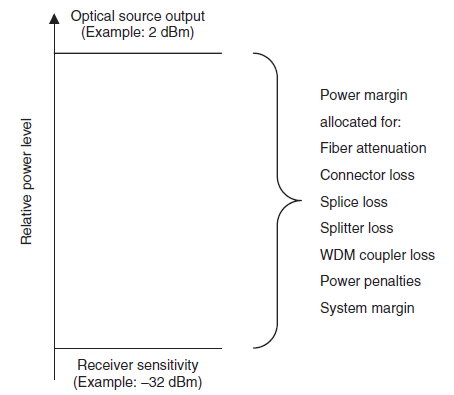 Optical source output
(Example: 2 dBm)
Relative power level
Power margin
allocated for:
Fiber attenuation
Connector loss
Splice loss
Splitter loss
WDM coupler loss
Power penalties
System margin
Receiver sensitivity
(Example: –32 dBm)